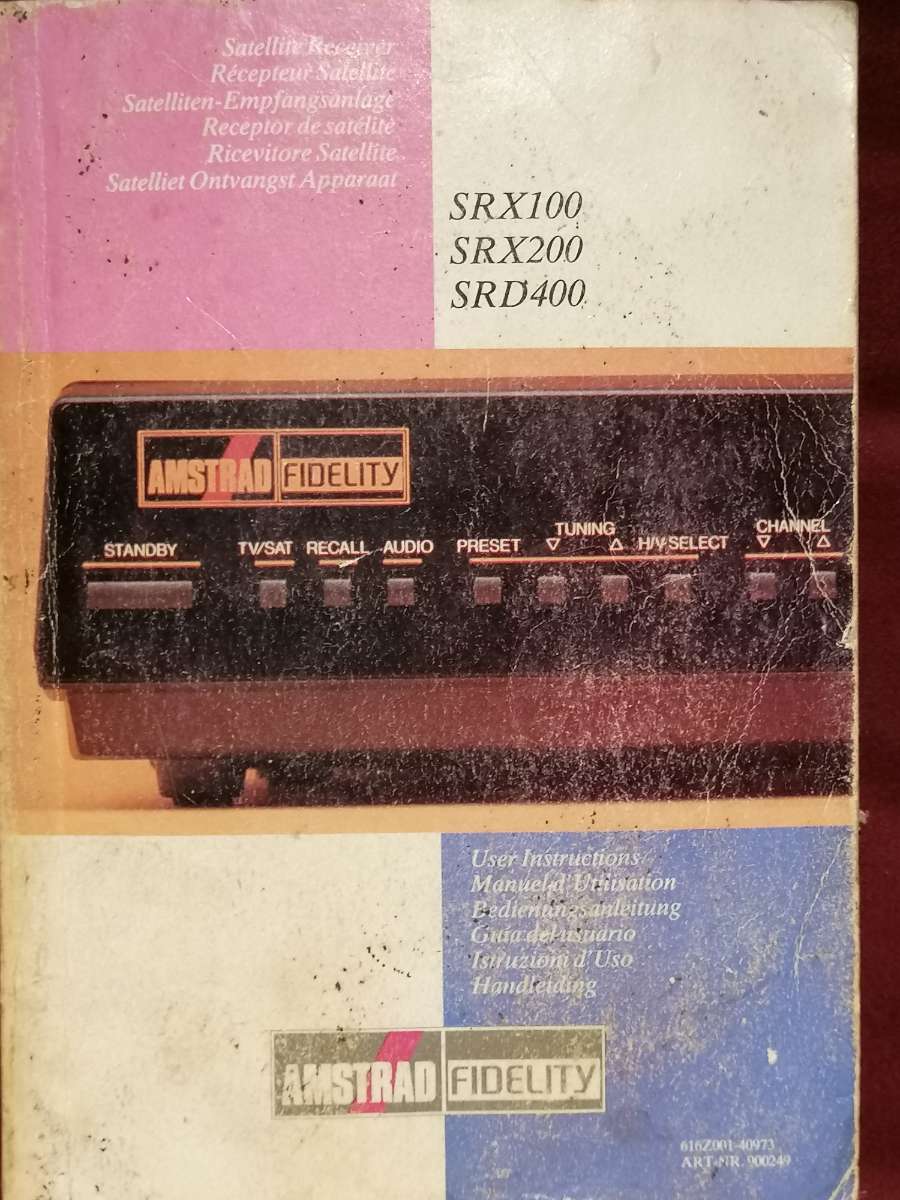 Satellite Receiver
Récepteur Satellite
Satelliten-Empfangsanlage
Receptor de satélite
Ricevitore Satellite
Satelliet Ontvangst Apparaat
SRX100
SRX200
SRD400
AMSTRAD FIDELITY
STANDBY TV/SAT RECALL AUDIO PRESET TUNING H/V SELECT CHANNEL
User Instructions
Manuel d'Utilisation
Bedienungsanleitung
Guía del usuario
Istruzioni d'Uso
Handleiding
AMSTRAD FIDELITY
616Z001-40973
ART-NR. 900249